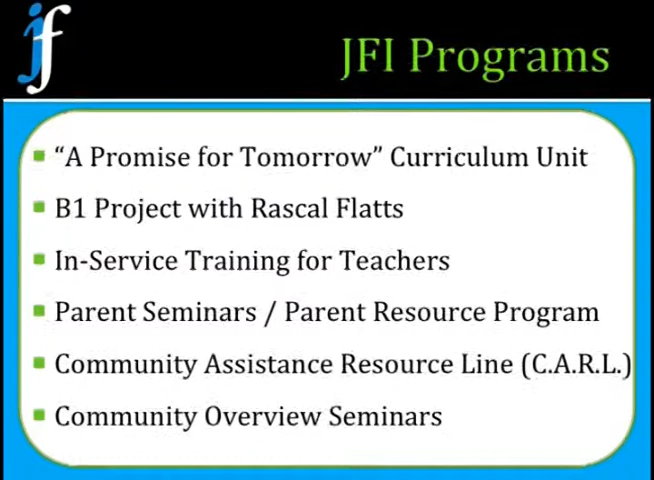 jf
JFI Programs
“A Promise for Tomorrow” Curriculum Unit
B1 Project with Rascal Flatts
In-Service Training for Teachers
Parent Seminars / Parent Resource Program
Community Assistance Resource Line (C.A.R.L.)
Community Overview Seminars